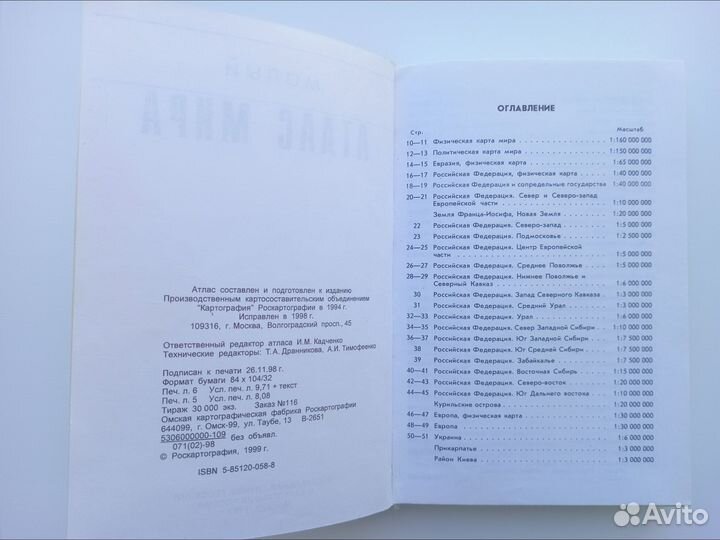 МАЛЫЙ
АТЛАС МИРА
Атлас составлен и подготовлен к изданию
Производственным картосоставительским объединением
"Картография" Роскартографии в 1994 г.
Исправлен в 1998 г.
109316, г. Москва, Волгоградский просп., 45
Ответственный редактор атласа И.М. Кадченко
Технические редакторы: Т.А. Дранникова, А.И. Тимофеенко
Подписан к печати 26.11.98 г.
Формат бумаги 84 x 104/32
Печ. л. 6 Усл. печ. л. 9,71 + текст
Печ. л. 5 Усл. печ. л. 8,08
Тираж 30 000 экз. Заказ №116
Омская картографическая фабрика Роскартографии
644099, г. Омск-99, ул. Таубе, 13 В-2651
5306000000-109 без объявл.
071(02)-98
© Роскартография, 1999 г.
ISBN 5-85120-058-8
ОГЛАВЛЕНИЕ
Стр. Масштаб
10—11 Физическая карта мира 1:160 000 000
12—13 Политическая карта мира 1:150 000 000
14—15 Евразия, физическая карта 1:65 000 000
16—17 Российская Федерация, физическая карта 1:40 000 000
18—19 Российская Федерация и сопредельные государства 1:40 000 000
20—21 Российская Федерация. Север и Северо-запад
Европейской части 1:10 000 000
Земля Франца-Иосифа, Новая Земля 1:20 000 000
22 Российская Федерация. Северо-запад 1:5 000 000
23 Российская Федерация. Подмосковье 1:2 500 000
24—25 Российская Федерация. Центр Европейской
части 1:5 000 000
26—27 Российская Федерация. Среднее Поволжье 1:5 000 000
28—29 Российская Федерация. Нижнее Поволжье и
Северный Кавказ 1:6 000 000
30 Российская Федерация. Запад Северного Кавказа 1:3 000 000
31 Российская Федерация. Средний Урал 1:3 000 000
32—33 Российская Федерация. Урал 1:6 000 000
34—35 Российская Федерация. Север Западной Сибири 1:10 000 000
36—37 Российская Федерация. Юг Западной Сибири 1:7 500 000
38 Российская Федерация. Юг Средней Сибири 1:7 500 000
39 Российская Федерация. Забайкалье 1:7 500 000
40—41 Российская Федерация. Восточная Сибирь 1:15 000 000
42—43 Российская Федерация. Северо-восток 1:20 000 000
44—45 Российская Федерация. Юг Дальнего востока 1:10 000 000
Курильские острова 1:20 000 000
46—47 Европа, физическая карта 1:30 000 000
48—49 Европа 1:30 000 000
50—51 Украина 1:6 000 000
Прикарпатье 1:3 000 000
Район Киева 1:3 000 000
Avito